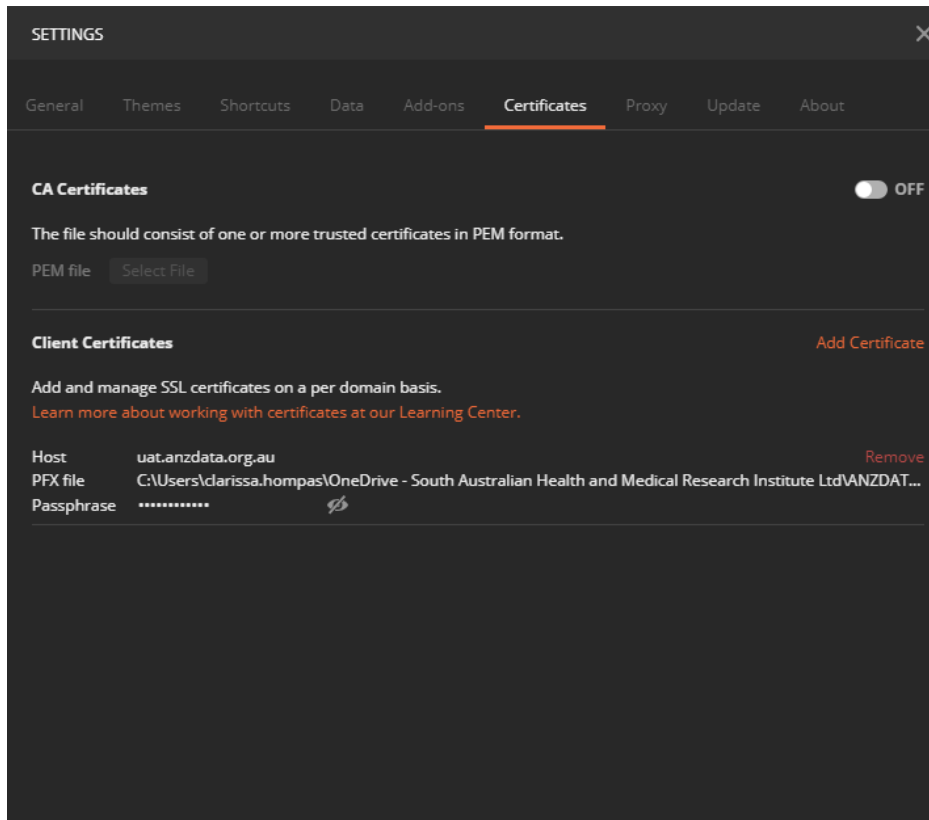 SETTINGS
General Themes Shortcuts Data Add-ons Certificates Proxy Update About
CA Certificates OFF
The file should consist of one or more trusted certificates in PEM format.
PEM file Select File
Client Certificates Add Certificate
Add and manage SSL certificates on a per domain basis.
Learn more about working with certificates at our Learning Center.
Host uat.anzdata.org.au Remove
PFX file C:\Users\clarissa.hompas\OneDrive - South Australian Health and Medical Research Institute Ltd\ANZDAT...
Passphrase ••••••••••••